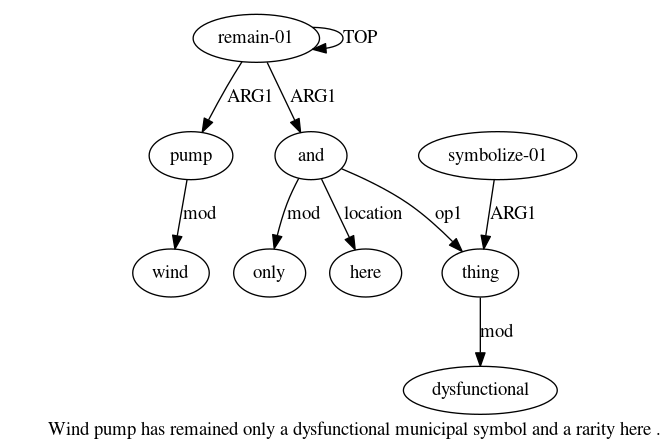 remain-01 TOP
ARG1 ARG1
pump and symbolize-01
mod mod location op1 ARG1
wind only here thing
mod
dysfunctional
Wind pump has remained only a dysfunctional municipal symbol and a rarity here .